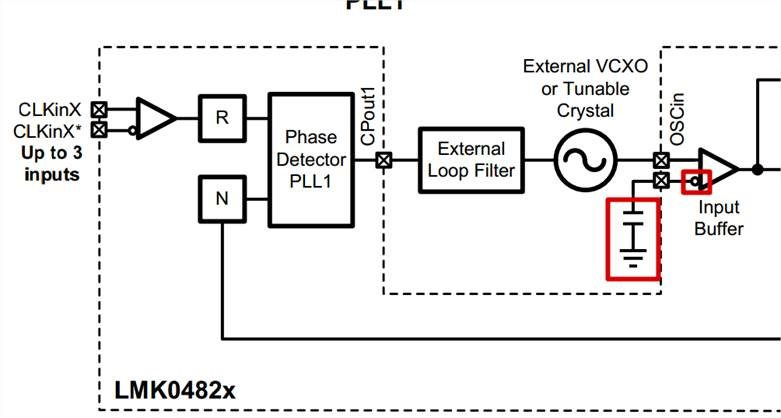 PLL1
External VCXO
or Tunable
Crystal
CLKinX
CLKinX*
Up to 3
inputs
R
N
Phase
Detector
PLL1
CPout1
External
Loop Filter
OSCin
Input
Buffer
LMK0482x